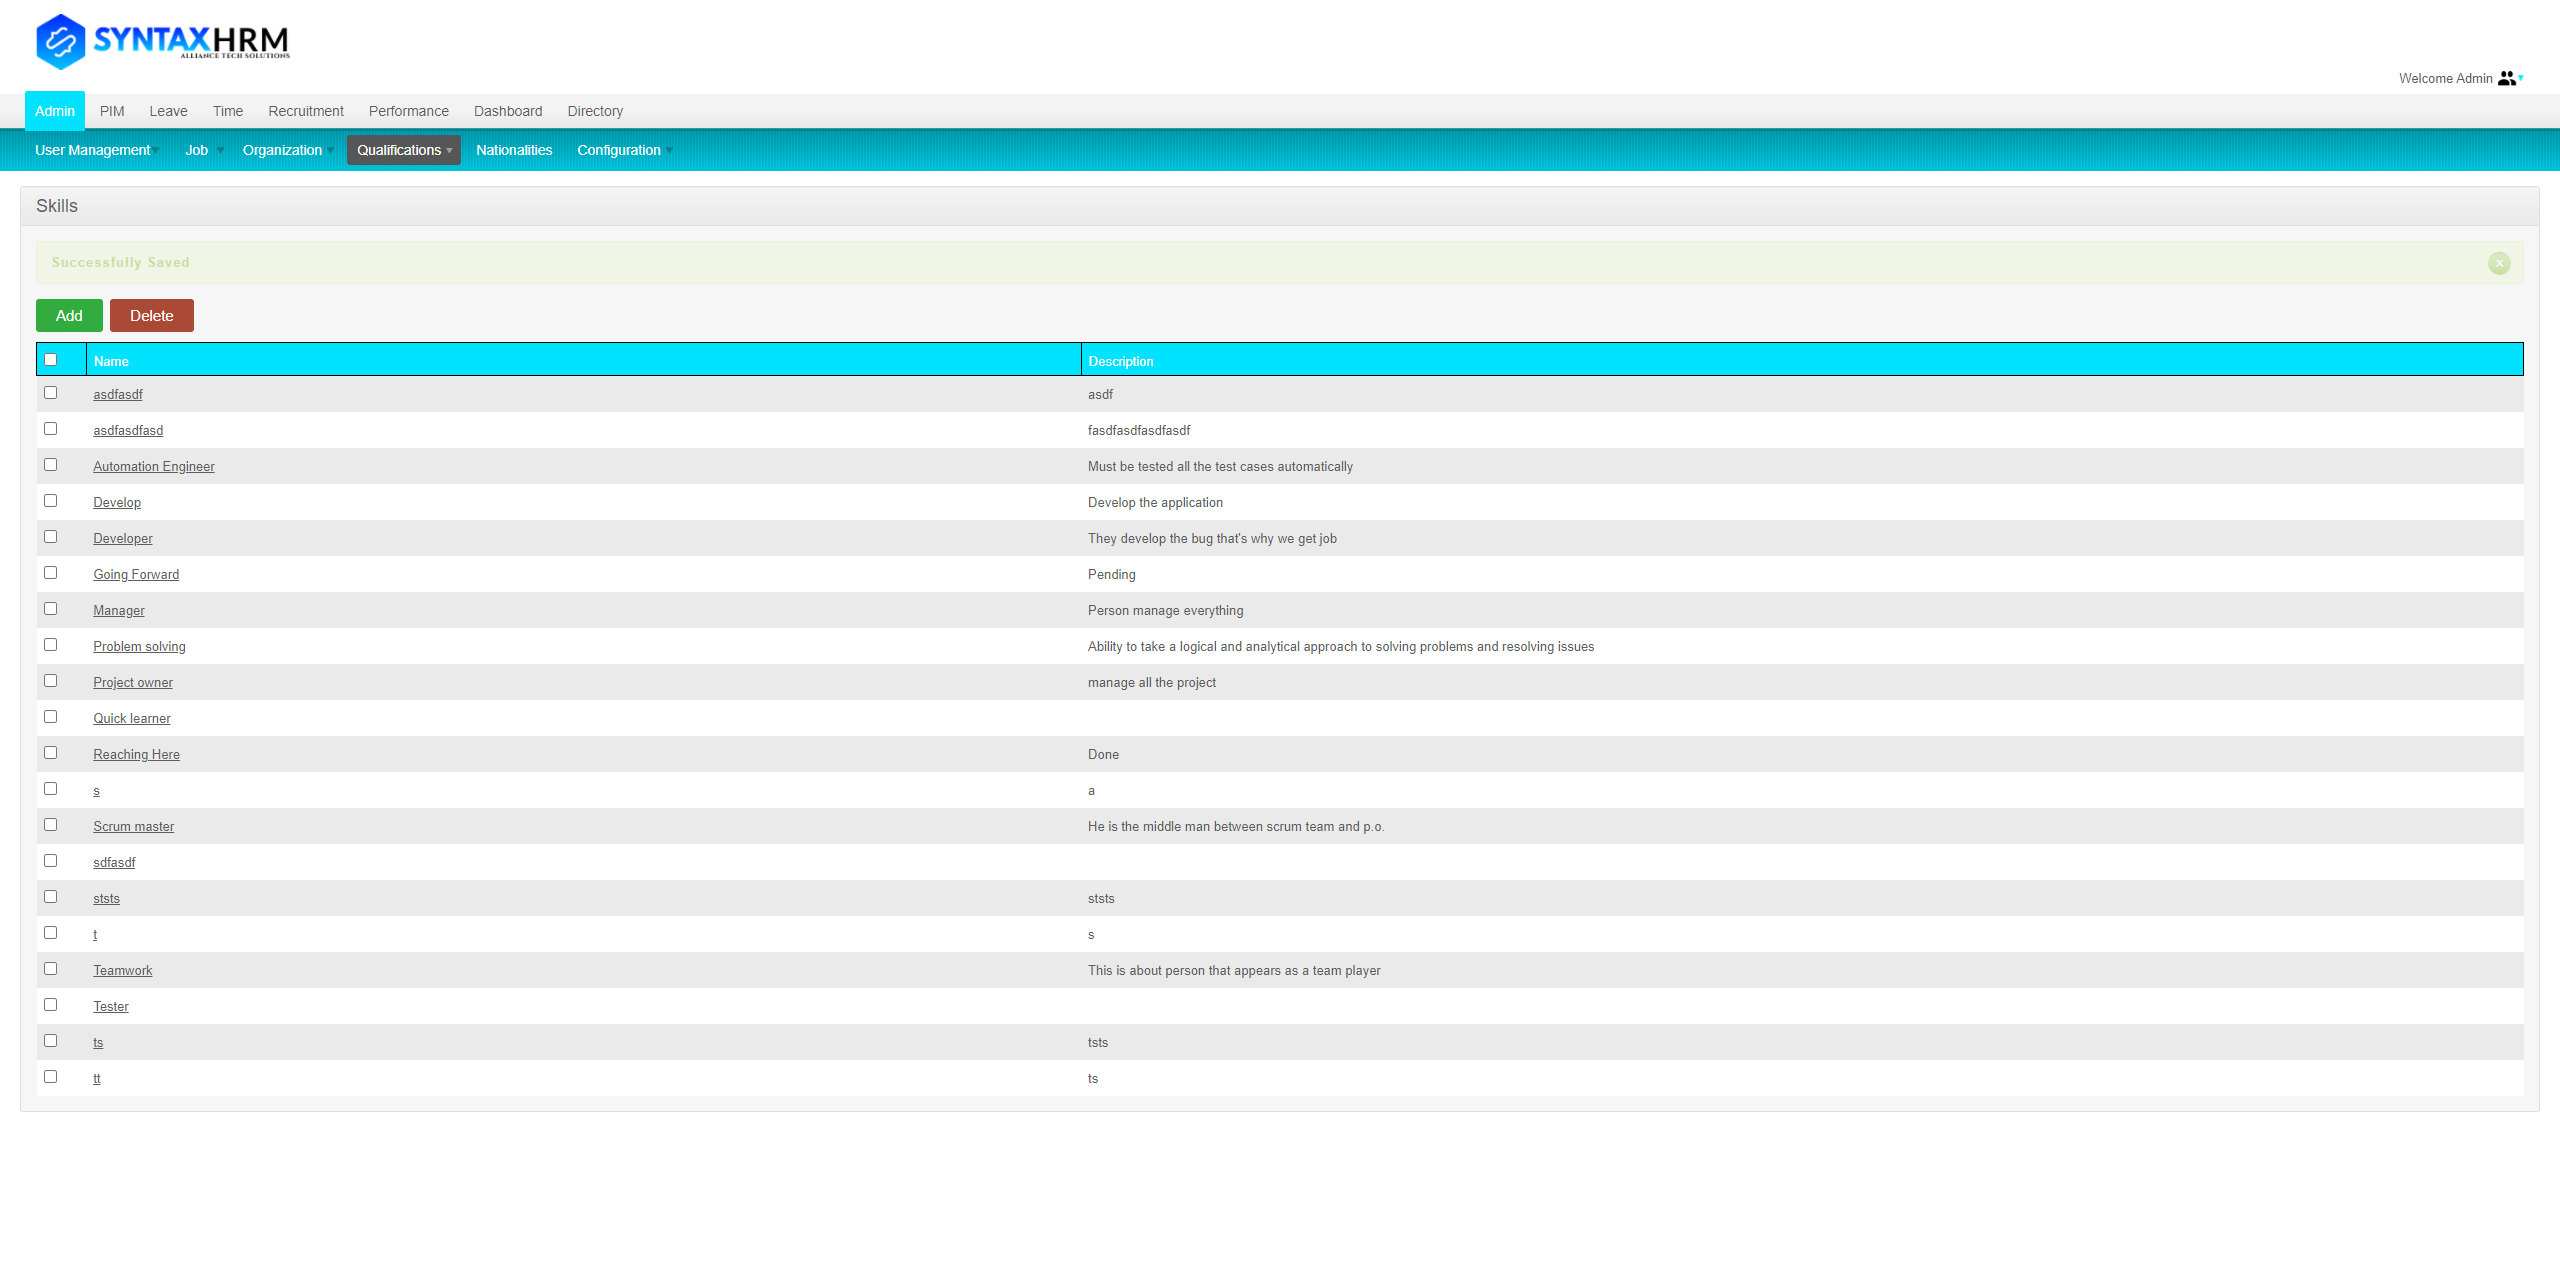 SYNTAXHRM
ALLIANCE TECH SOLUTIONS
Welcome Admin
Admin PIM Leave Time Recruitment Performance Dashboard Directory
User Management Job Organization Qualifications Nationalities Configuration
Skills
Successfully Saved
Add Delete
Name Description
asdfasdf asdf
asdfasdfasd fasdfasdfasdfasdf
Automation Engineer Must be tested all the test cases automatically
Develop Develop the application
Developer They develop the bug that's why we get job
Going Forward Pending
Manager Person manage everything
Problem solving Ability to take a logical and analytical approach to solving problems and resolving issues
Project owner manage all the project
Quick learner
Reaching Here Done
s a
Scrum master He is the middle man between scrum team and p.o.
sdfasdf
ststs ststs
t s
Teamwork This is about person that appears as a team player
Tester
ts tsts
tt ts